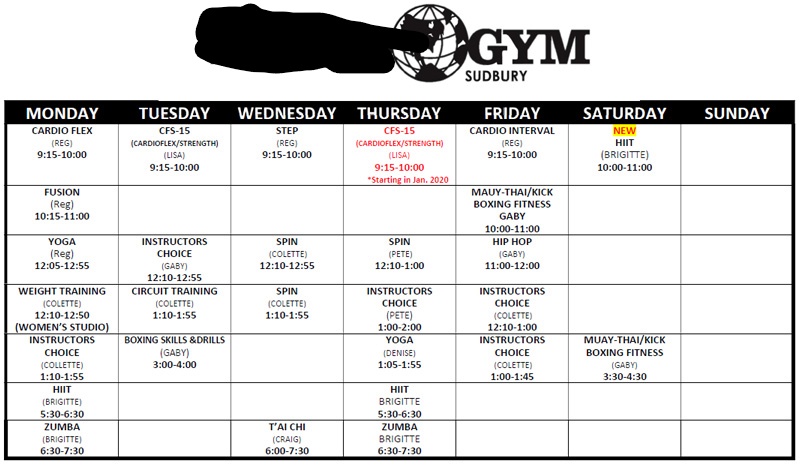 GYM
SUDBURY
MONDAY TUESDAY WEDNESDAY THURSDAY FRIDAY SATURDAY SUNDAY
CARDIO FLEX
(REG)
9:15-10:00
CFS-15
(CARDIOFLEX/STRENGTH)
(LISA)
9:15-10:00
STEP
(REG)
9:15-10:00
CFS-15
(CARDIOFLEX/STRENGTH)
(LISA)
9:15-10:00
*Starting in Jan. 2020
CARDIO INTERVAL
(REG)
9:15-10:00
NEW
HIIT
(BRIGITTE)
10:00-11:00
FUSION
(Reg)
10:15-11:00
MAUY-THAI/KICK
BOXING FITNESS
GABY
10:00-11:00
YOGA
(Reg)
12:05-12:55
INSTRUCTORS
CHOICE
(GABY)
12:10-12:55
SPIN
(COLETTE)
12:10-12:55
SPIN
(PETE)
12:10-1:00
HIP HOP
(GABY)
11:00-12:00
WEIGHT TRAINING
(COLETTE)
12:10-12:50
(WOMEN'S STUDIO)
CIRCUIT TRAINING
(COLETTE)
1:10-1:55
SPIN
(COLETTE)
1:10-1:55
INSTRUCTORS
CHOICE
(PETE)
1:00-2:00
INSTRUCTORS
CHOICE
(COLETTE)
12:10-1:00
INSTRUCTORS
CHOICE
(COLLETTE)
1:10-1:55
BOXING SKILLS &DRILLS
(GABY)
3:00-4:00
YOGA
(DENISE)
1:05-1:55
INSTRUCTORS
CHOICE
(COLETTE)
1:00-1:45
MUAY-THAI/KICK
BOXING FITNESS
(GABY)
3:30-4:30
HIIT
(BRIGITTE)
5:30-6:30
HIIT
BRIGITTE
5:30-6:30
ZUMBA
(BRIGITTE)
6:30-7:30
T'AI CHI
(CRAIG)
6:00-7:30
ZUMBA
BRIGITTE
6:30-7:30